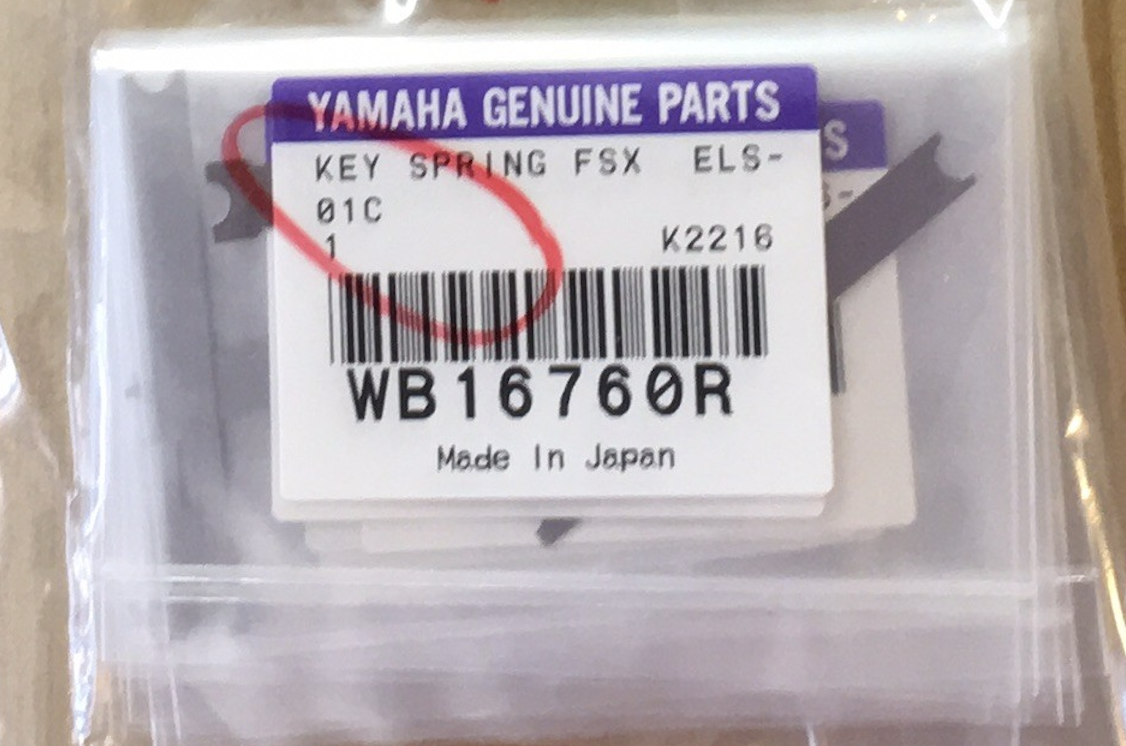 YAMAHA GENUINE PARTS
KEY SPRING FSX ELS-
01C
1 K2216
WB16760R
Made In Japan
S
S-